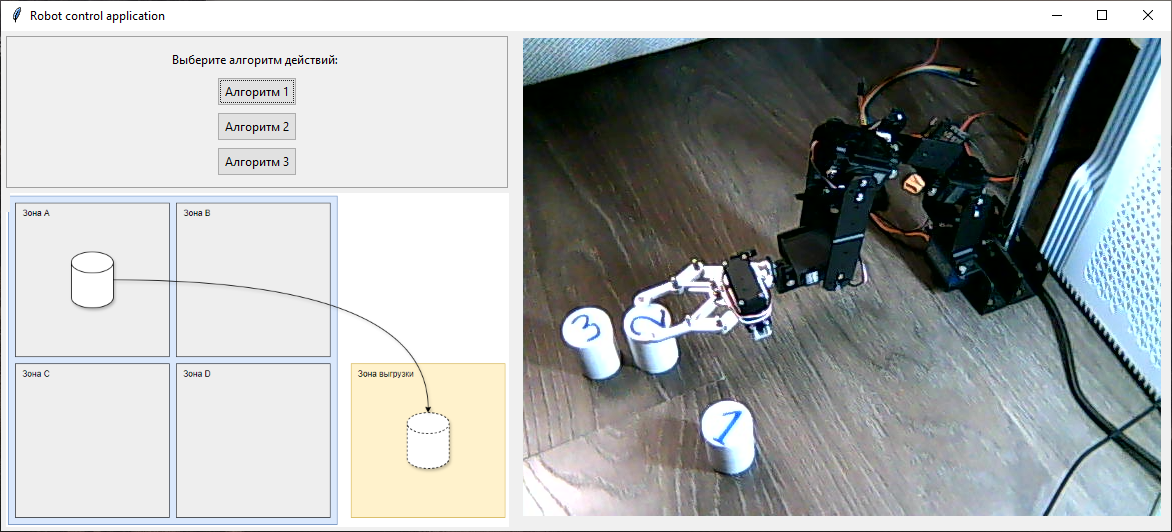 Robot control application
Выберите алгоритм действий:
Алгоритм 1
Алгоритм 2
Алгоритм 3
Зона A
Зона B
Зона C
Зона D
Зона выгрузки
3
2
1